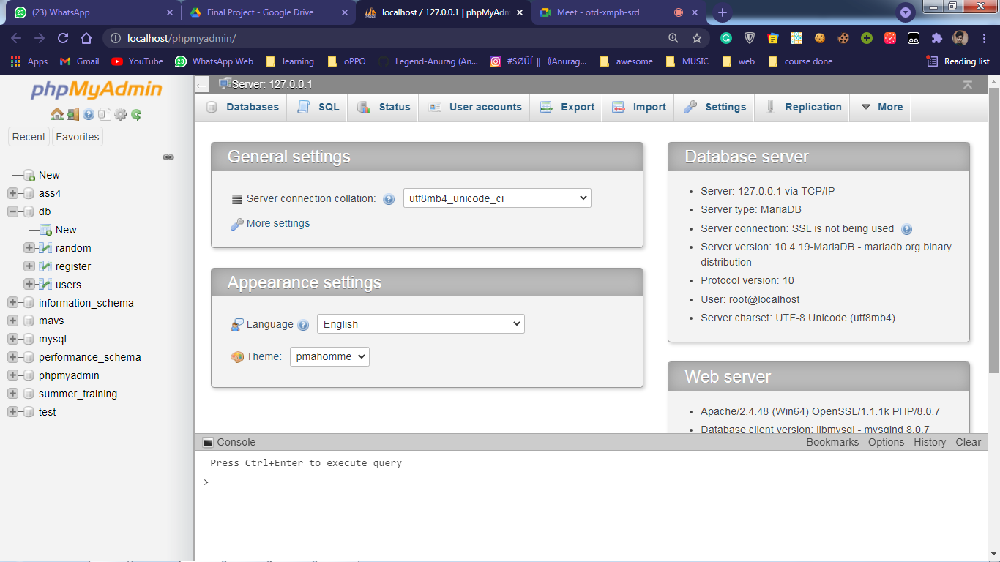 (23) WhatsApp
Final Project - Google Drive
localhost / 127.0.0.1 | phpMyAdm
Meet - otd-xmph-srd
localhost/phpmyadmin/
Apps
Gmail
YouTube
WhatsApp Web
learning
oPPO
Legend-Anurag (An...
#SØÜĹ ||《Anurag...
awesome
MUSIC
web
course done
Reading list
phpMyAdmin
Recent
Favorites
New
ass4
db
New
random
register
users
information_schema
mavs
mysql
performance_schema
phpmyadmin
summer_training
test
Server: 127.0.0.1
Databases
SQL
Status
User accounts
Export
Import
Settings
Replication
More
General settings
Server connection collation:
utf8mb4_unicode_ci
More settings
Appearance settings
Language
English
Theme:
pmahomme
Database server
Server: 127.0.0.1 via TCP/IP
Server type: MariaDB
Server connection: SSL is not being used
Server version: 10.4.19-MariaDB - mariadb.org binary
distribution
Protocol version: 10
User: root@localhost
Server charset: UTF-8 Unicode (utf8mb4)
Web server
Apache/2.4.48 (Win64) OpenSSL/1.1.1k PHP/8.0.7
Database client version: libmysql - mysqlnd 8.0.7
Console
Bookmarks
Options
History
Clear
Press Ctrl+Enter to execute query
>